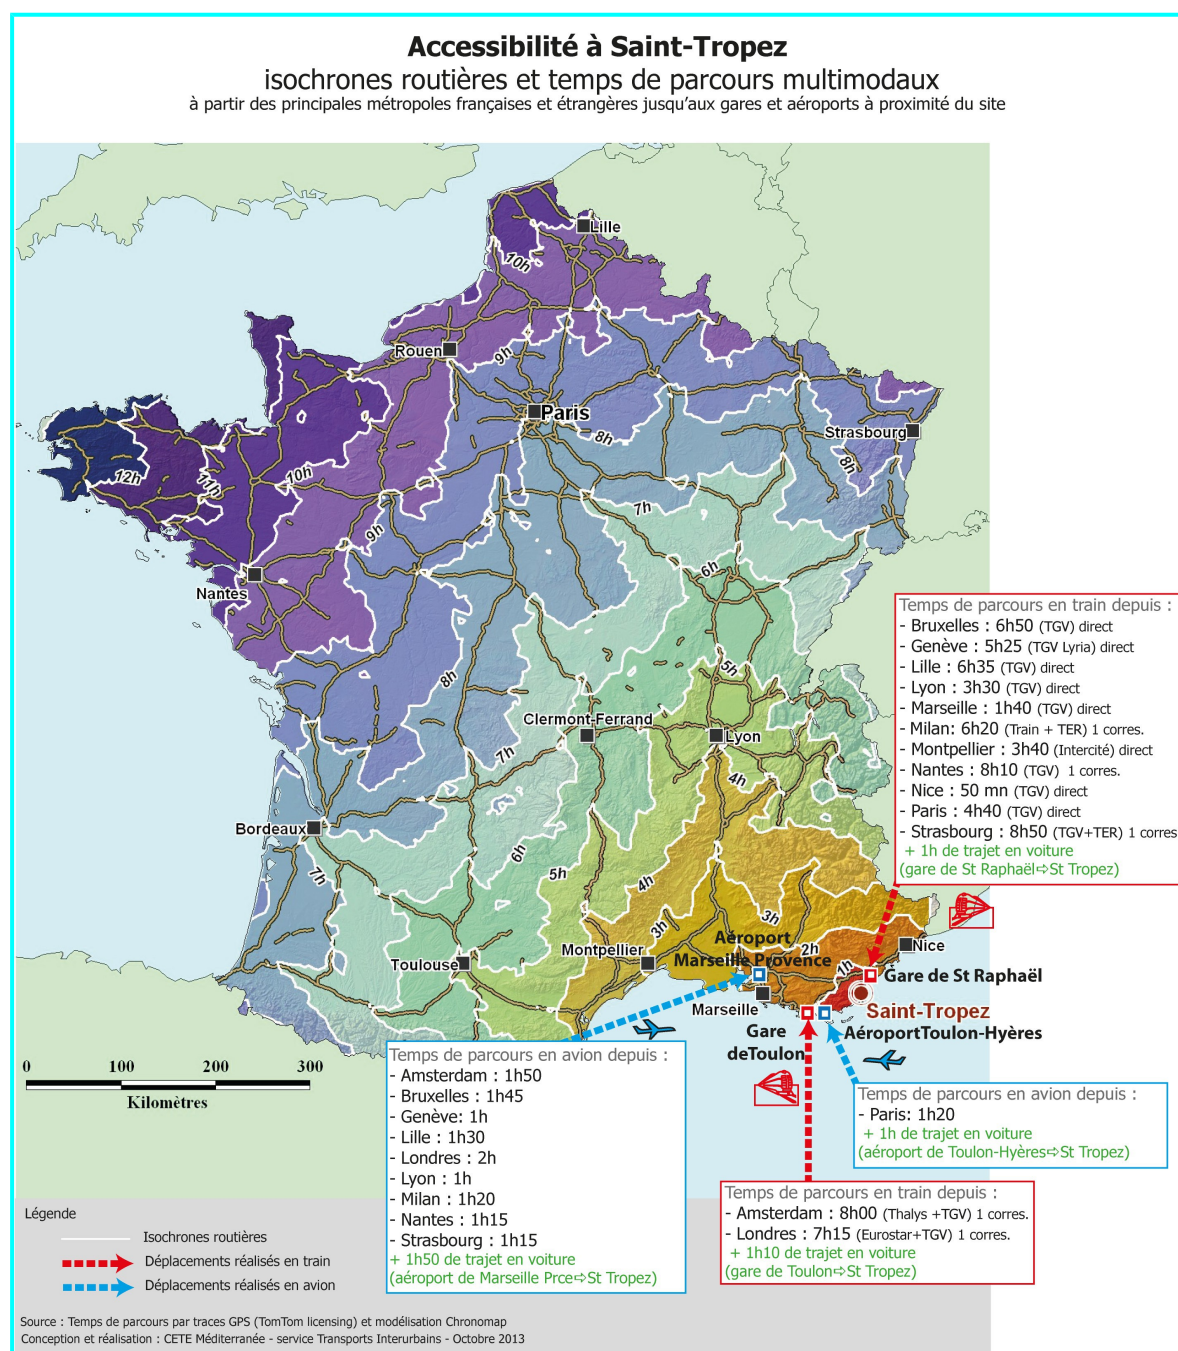 Accessibilité à Saint-Tropez
isochrones routières et temps de parcours multimodaux
à partir des principales métropoles françaises et étrangères jusqu'aux gares et aéroports à proximité du site
Lille
10h
Rouen
9h
Paris
8h
Strasbourg
8h
12h
11h
10h
7h
9h
6h
Nantes
5h
8h
Clermont-Ferrand
Lyon
7h
4h
Bordeaux
6h
7h
5h
4h
3h
3h
Aéroport
Marseille Provence
2h
Nice
Montpellier
Toulouse
1h
Gare de St Raphaël
Marseille
Saint-Tropez
Gare
deToulon
AéroportToulon-Hyères
Temps de parcours en train depuis :
- Bruxelles : 6h50 (TGV) direct
- Genève : 5h25 (TGV Lyria) direct
- Lille : 6h35 (TGV) direct
- Lyon : 3h30 (TGV) direct
- Marseille : 1h40 (TGV) direct
- Milan: 6h20 (Train + TER) 1 corres.
- Montpellier : 3h40 (Intercité) direct
- Nantes : 8h10 (TGV) 1 corres.
- Nice : 50 mn (TGV) direct
- Paris : 4h40 (TGV) direct
- Strasbourg : 8h50 (TGV+TER) 1 corres
+ 1h de trajet en voiture
(gare de St Raphaël⇨St Tropez)
0 100 200 300
Kilomètres
Temps de parcours en avion depuis :
- Amsterdam : 1h50
- Bruxelles : 1h45
- Genève: 1h
- Lille : 1h30
- Londres : 2h
- Lyon : 1h
- Milan : 1h20
- Nantes : 1h15
- Strasbourg : 1h15
+ 1h50 de trajet en voiture
(aéroport de Marseille Prce⇨St Tropez)
Temps de parcours en avion depuis :
- Paris: 1h20
+ 1h de trajet en voiture
(aéroport de Toulon-Hyères⇨St Tropez)
Temps de parcours en train depuis :
- Amsterdam : 8h00 (Thalys +TGV) 1 corres.
- Londres : 7h15 (Eurostar+TGV) 1 corres.
+ 1h10 de trajet en voiture
(gare de Toulon⇨St Tropez)
Légende
Isochrones routières
Déplacements réalisés en train
Déplacements réalisés en avion
Source : Temps de parcours par traces GPS (TomTom licensing) et modélisation Chronomap
Conception et réalisation : CETE Méditerranée - service Transports Interurbains - Octobre 2013